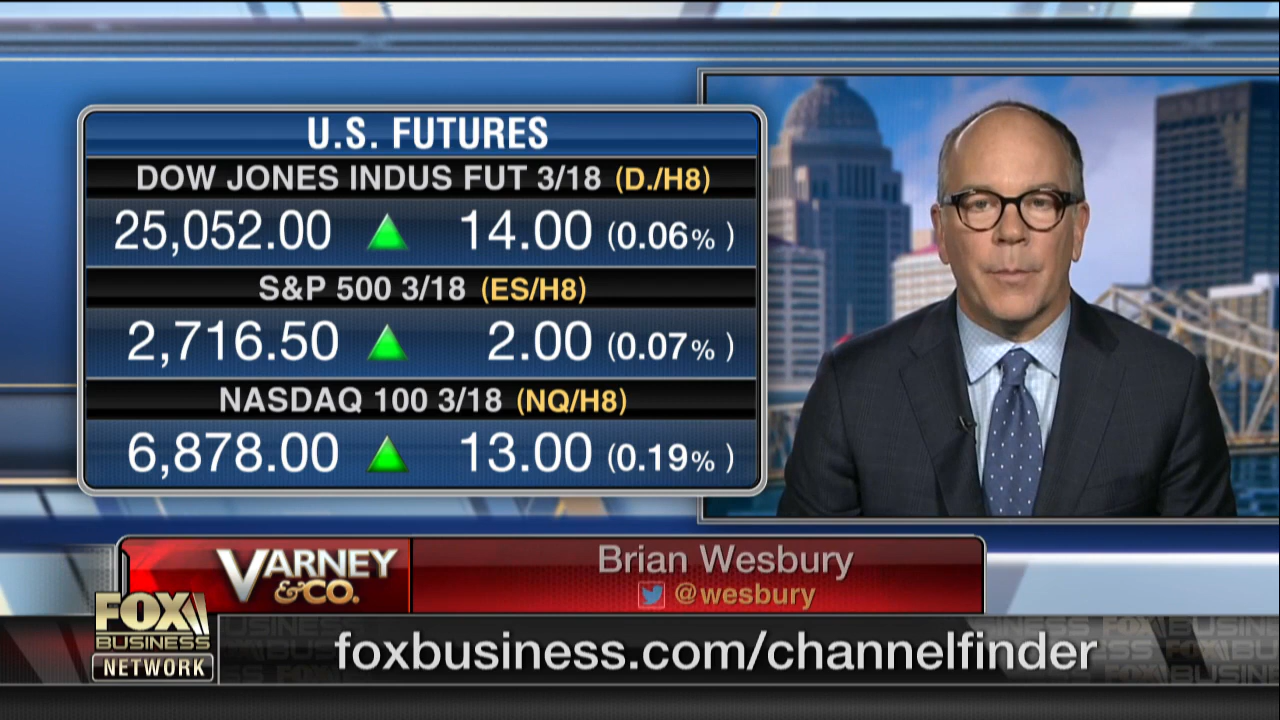 U.S. FUTURES
DOW JONES INDUS FUT 3/18 (D./H8)
25,052.00 ▲ 14.00 (0.06% )
S&P 500 3/18 (ES/H8)
2,716.50 ▲ 2.00 (0.07% )
NASDAQ 100 3/18 (NQ/H8)
6,878.00 ▲ 13.00 (0.19% )
VARNEY
&CO.
Brian Wesbury
@wesbury
FOX
BUSINESS
NETWORK
foxbusiness.com/channelfinder